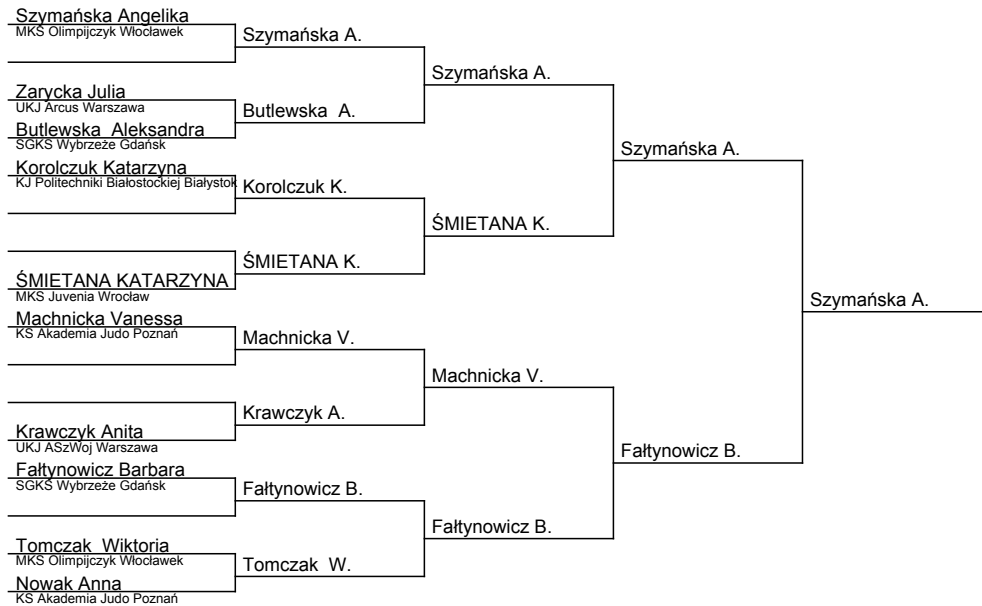 Szymańska Angelika
MKS Olimpijczyk Włocławek
Zarycka Julia
UKJ Arcus Warszawa
Butlewska  Aleksandra
SGKS Wybrzeże Gdańsk
Korolczuk Katarzyna
KJ Politechniki Białostockiej Białystok
ŚMIETANA KATARZYNA
MKS Juvenia Wrocław
Machnicka Vanessa
KS Akademia Judo Poznań
Krawczyk Anita
UKJ ASzWoj Warszawa
Fałtynowicz Barbara
SGKS Wybrzeże Gdańsk
Tomczak  Wiktoria
MKS Olimpijczyk Włocławek
Nowak Anna
KS Akademia Judo Poznań
Szymańska A.
Butlewska  A.
Korolczuk K.
ŚMIETANA K.
Machnicka V.
Krawczyk A.
Fałtynowicz B.
Tomczak  W.
Szymańska A.
ŚMIETANA K.
Machnicka V.
Fałtynowicz B.
Szymańska A.
Fałtynowicz B.
Szymańska A.